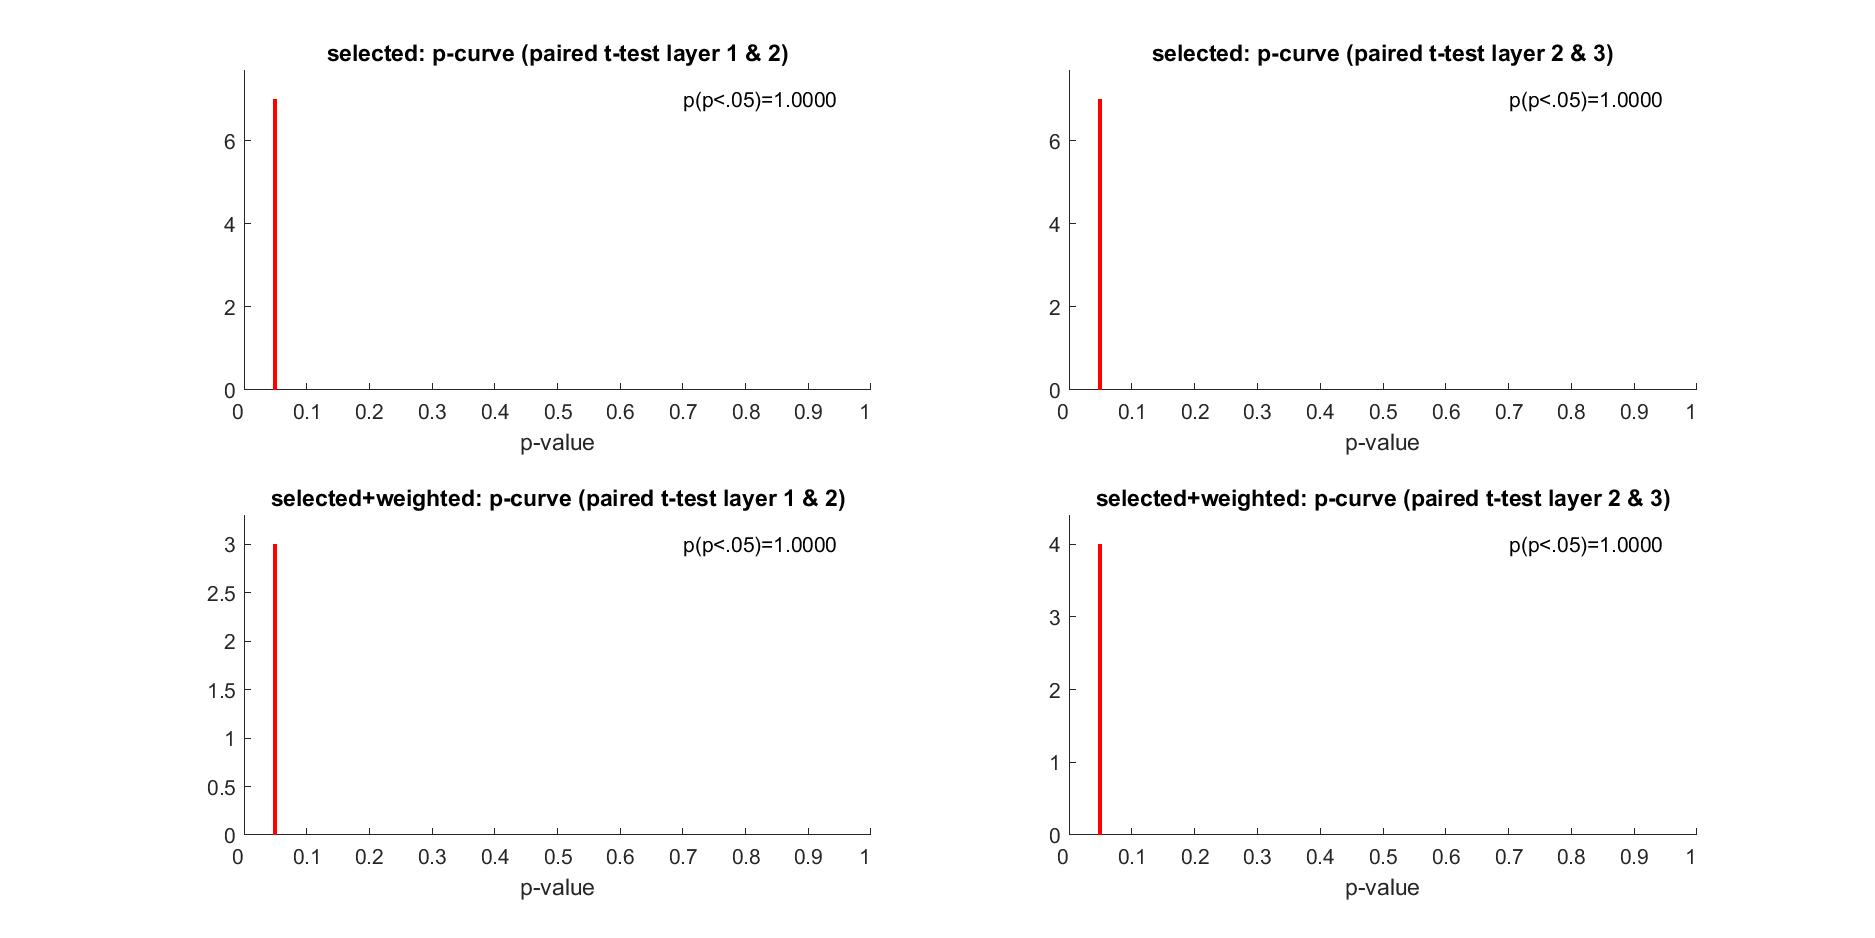 selected: p-curve (paired t-test layer 1 & 2)
p(p<.05)=1.0000
6
4
2
0
0 0.1 0.2 0.3 0.4 0.5 0.6 0.7 0.8 0.9 1
p-value
selected: p-curve (paired t-test layer 2 & 3)
p(p<.05)=1.0000
6
4
2
0
0 0.1 0.2 0.3 0.4 0.5 0.6 0.7 0.8 0.9 1
p-value
selected+weighted: p-curve (paired t-test layer 1 & 2)
p(p<.05)=1.0000
3
2.5
2
1.5
1
0.5
0
0 0.1 0.2 0.3 0.4 0.5 0.6 0.7 0.8 0.9 1
p-value
selected+weighted: p-curve (paired t-test layer 2 & 3)
p(p<.05)=1.0000
4
3
2
1
0
0 0.1 0.2 0.3 0.4 0.5 0.6 0.7 0.8 0.9 1
p-value